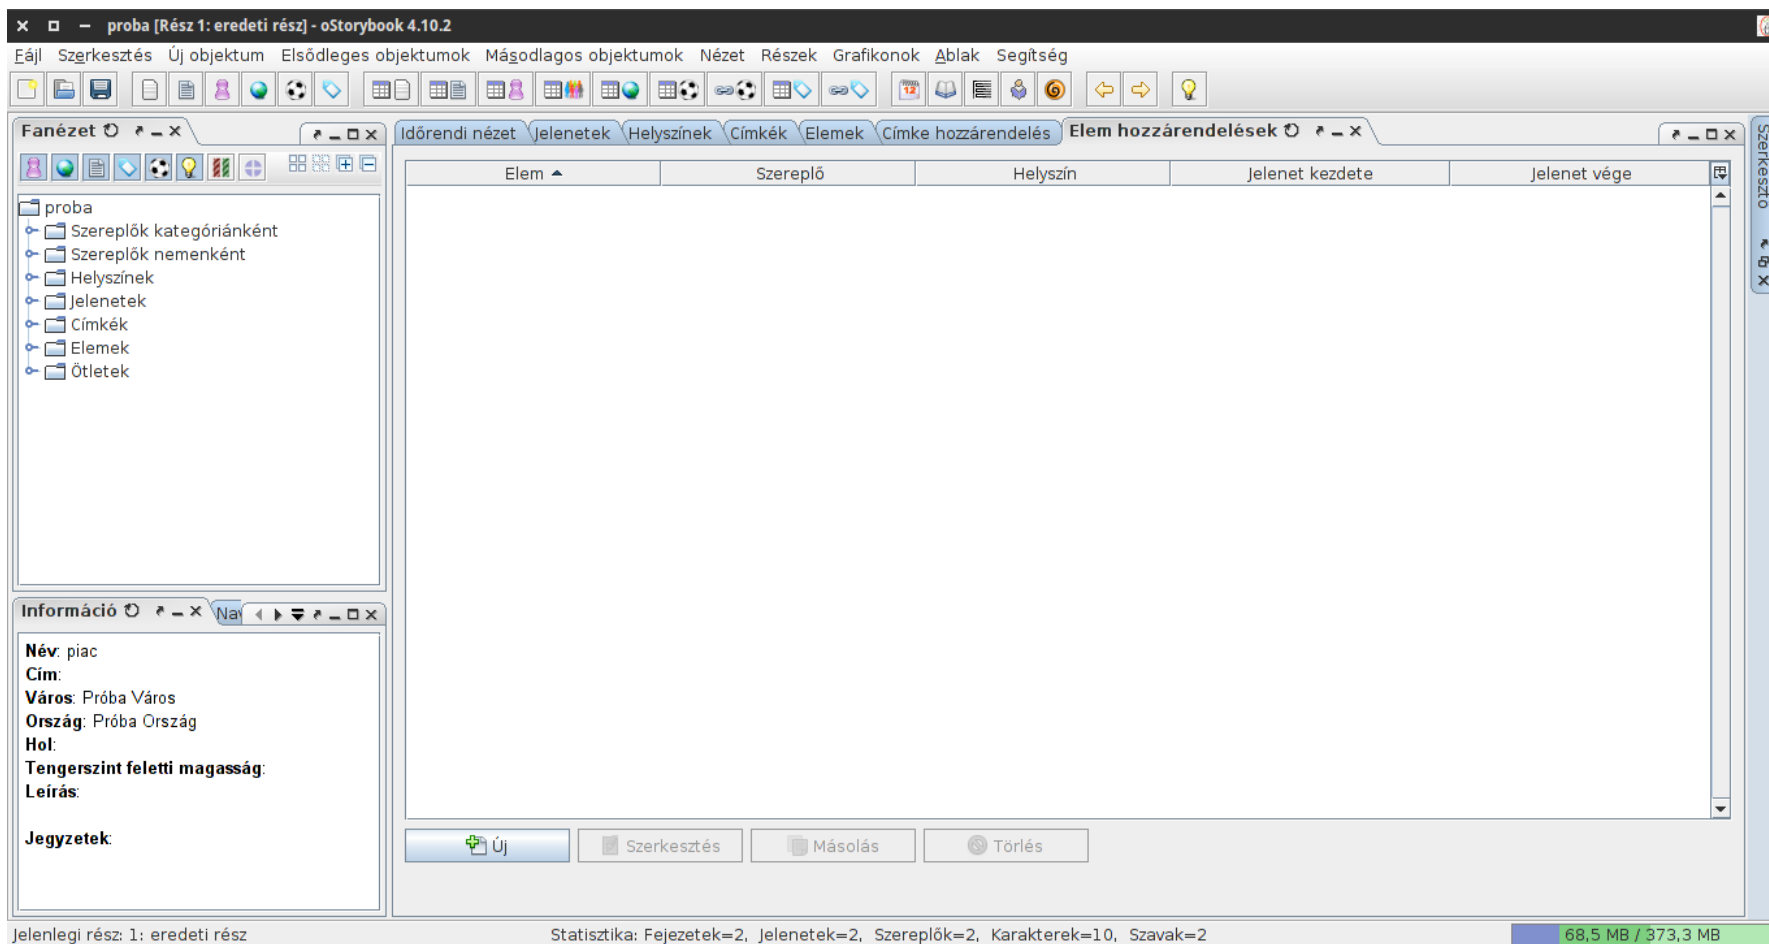 proba [Rész 1: eredeti rész] - oStorybook 4.10.2
Fájl Szerkesztés Új objektum Elsődleges objektumok Másodlagos objektumok Nézet Részek Grafikonok Ablak Segítség
12
Fanézet
Időrendi nézet Jelenetek Helyszínek Címkék Elemek Címke hozzárendelés Elem hozzárendelések
Szerkesztő
Elem Szereplő Helyszín Jelenet kezdete Jelenet vége
proba
Szereplők kategóriánként
Szereplők nemenként
Helyszínek
Jelenetek
Címkék
Elemek
Ötletek
Információ Nav
Név: piac
Cím:
Város: Próba Város
Ország: Próba Ország
Hol:
Tengerszint feletti magasság:
Leírás:
Jegyzetek:
Új Szerkesztés Másolás Törlés
Jelenlegi rész: 1: eredeti rész
Statisztika: Fejezetek=2, Jelenetek=2, Szereplők=2, Karakterek=10, Szavak=2
68,5 MB / 373,3 MB